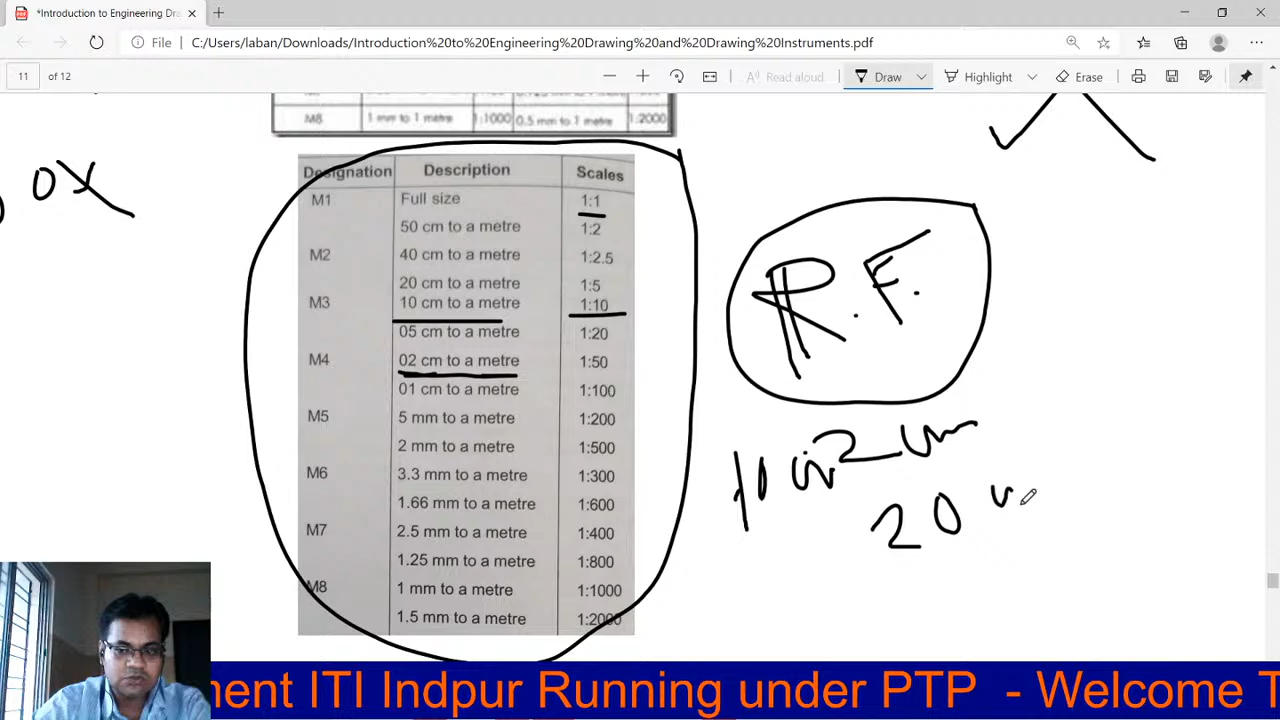 *Introduction to Engineering Dra
File C:/Users/laban/Downloads/Introduction%20to%20Engineering%20Drawing%20and%20Drawing%20Instruments.pdf
11 of 12 Read aloud Draw Highlight Erase
M8 1 mm to 1 metre 1:1000 0.5 mm to 1 metre 1:2000
Designation Description Scales
M1 Full size 1:1
50 cm to a metre 1:2
M2 40 cm to a metre 1:2.5
20 cm to a metre 1:5
M3 10 cm to a metre 1:10
05 cm to a metre 1:20
M4 02 cm to a metre 1:50
01 cm to a metre 1:100
M5 5 mm to a metre 1:200
2 mm to a metre 1:500
M6 3.3 mm to a metre 1:300
1.66 mm to a metre 1:600
M7 2.5 mm to a metre 1:400
1.25 mm to a metre 1:800
M8 1 mm to a metre 1:1000
1.5 mm to a metre 1:2000
R.F.
2 cm
20
ment ITI Indpur Running under PTP - Welcome T